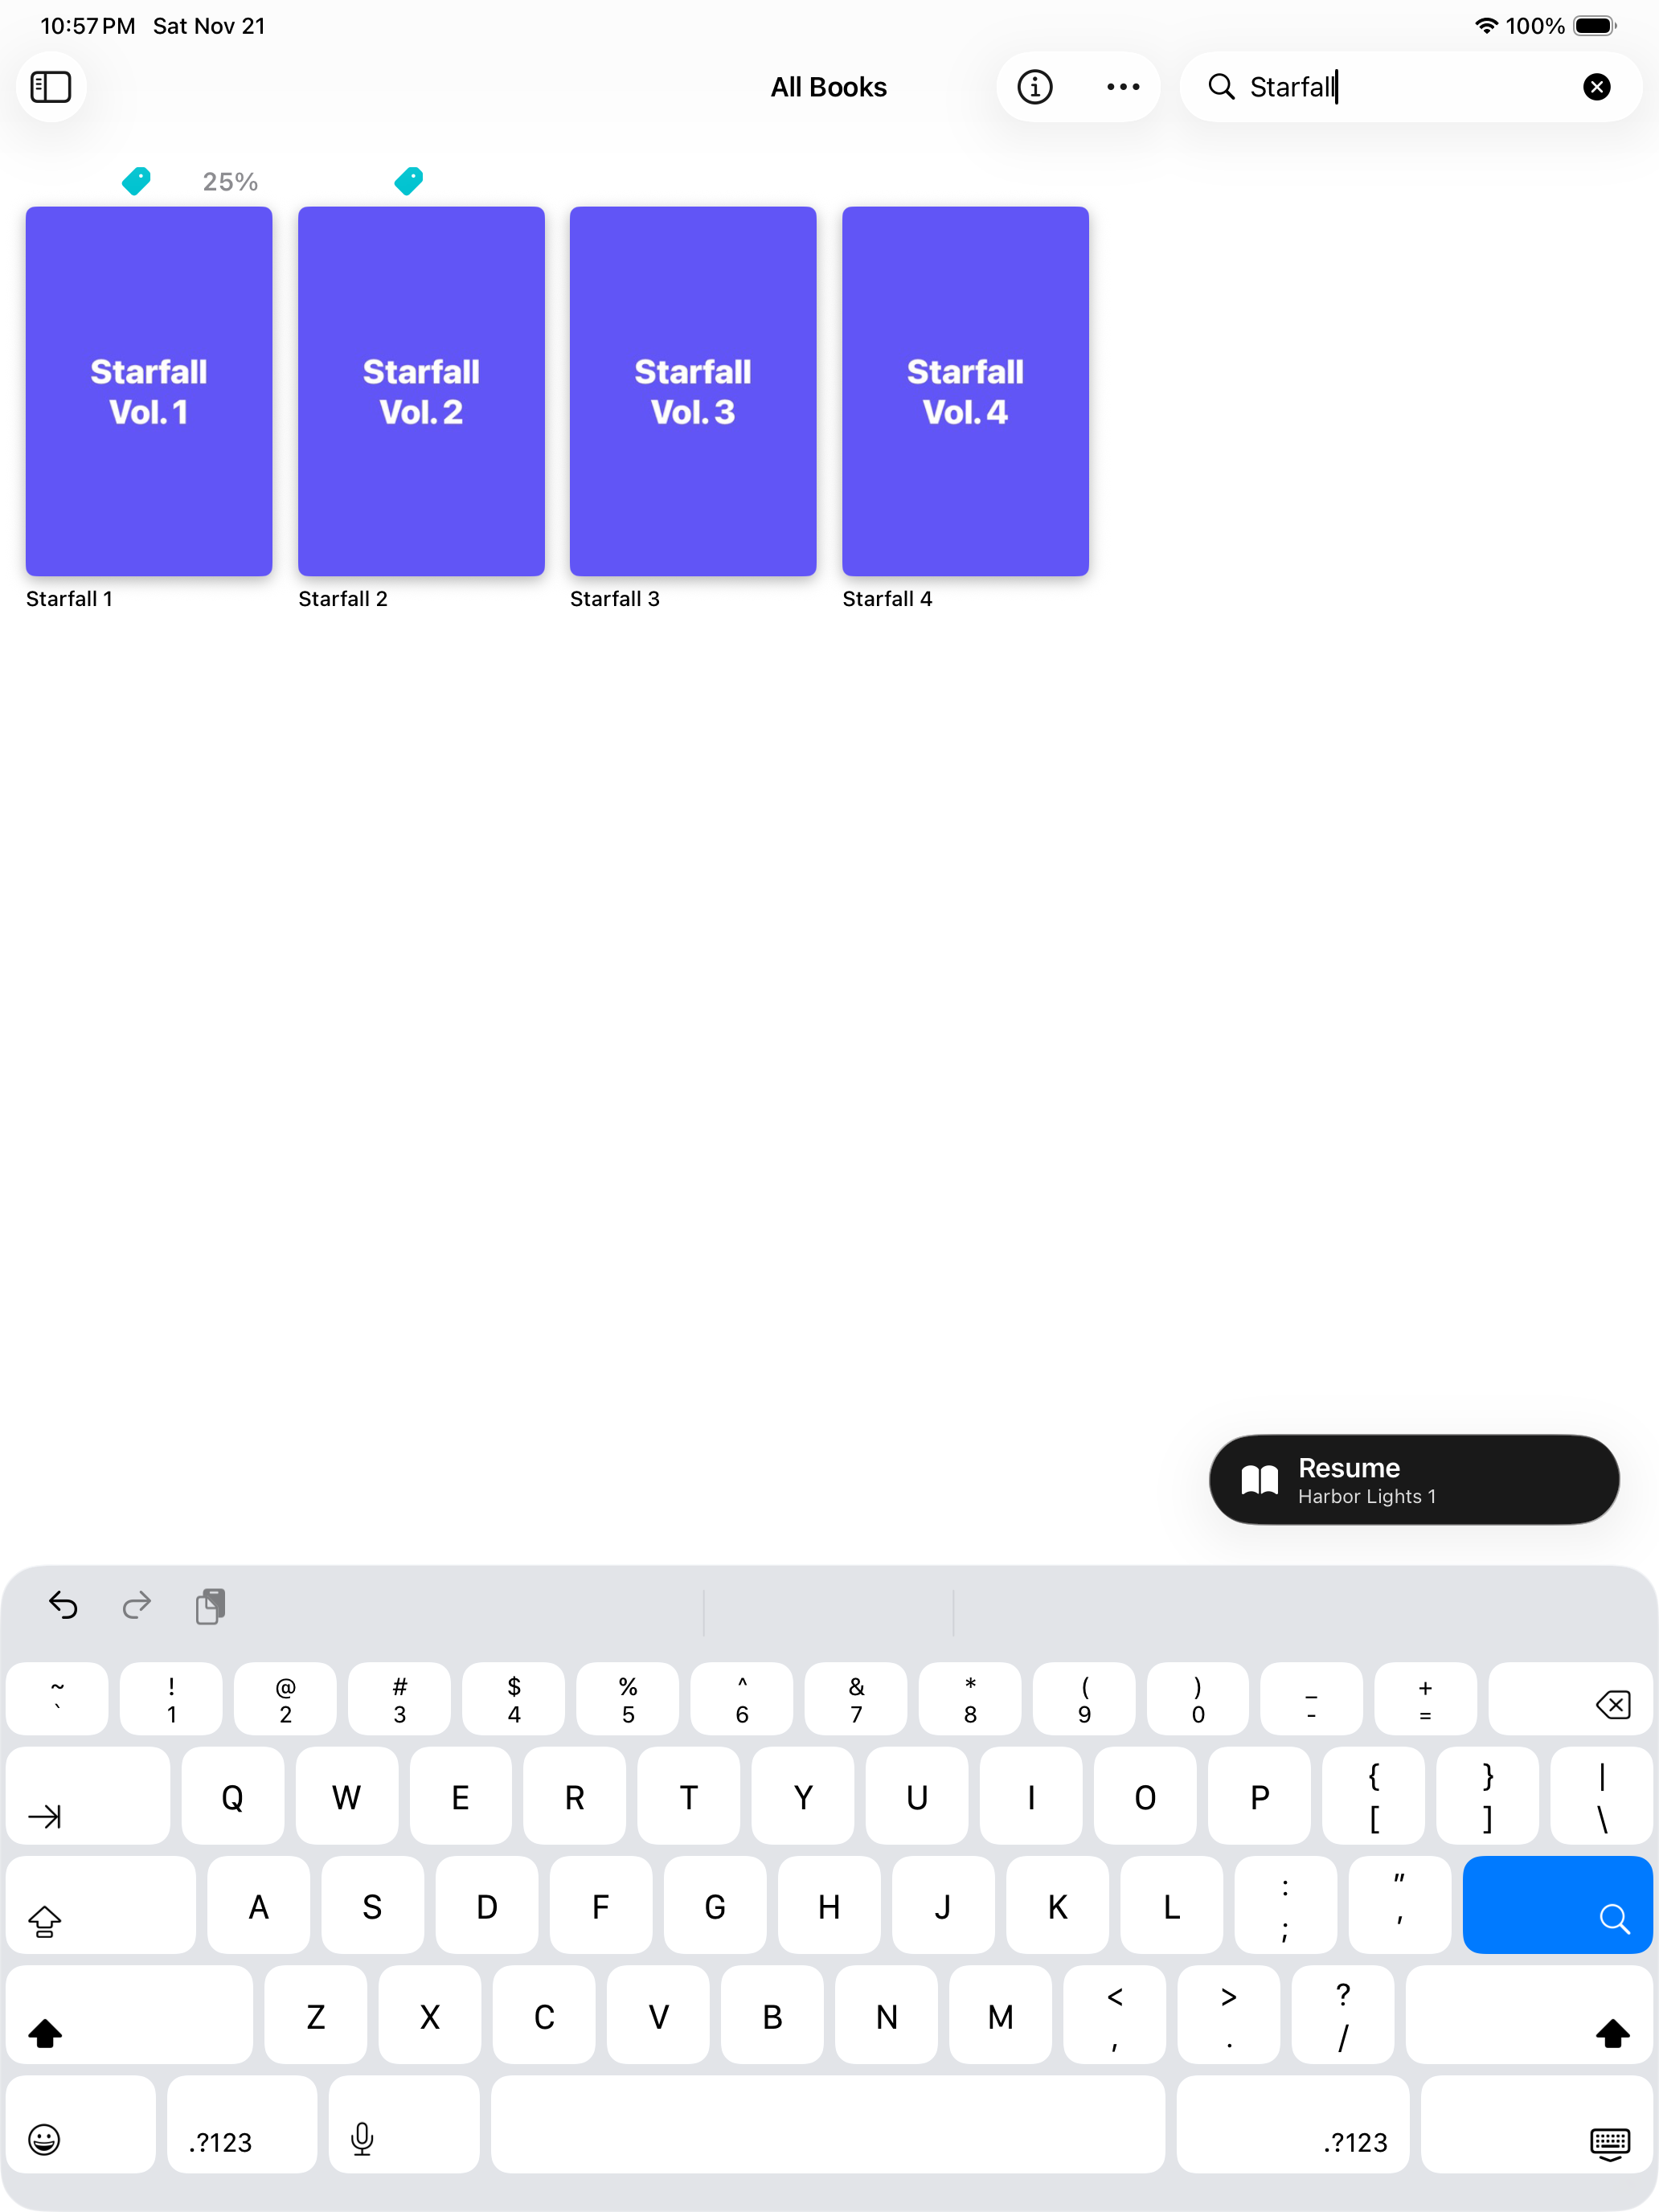 10:57 PM Sat Nov 21
100%
All Books
Starfall
25%
Starfall
Vol. 1
Starfall
Vol. 2
Starfall
Vol. 3
Starfall
Vol. 4
Starfall 1
Starfall 2
Starfall 3
Starfall 4
Resume
Harbor Lights 1
~ ! @ # $ % ^ & * ( ) _ +
` 1 2 3 4 5 6 7 8 9 0 - =
Q W E R T Y U I O P { } |
[ ] \
A S D F G H J K L : "
; '
Z X C V B N M < > ?
, . /
.?123 .?123